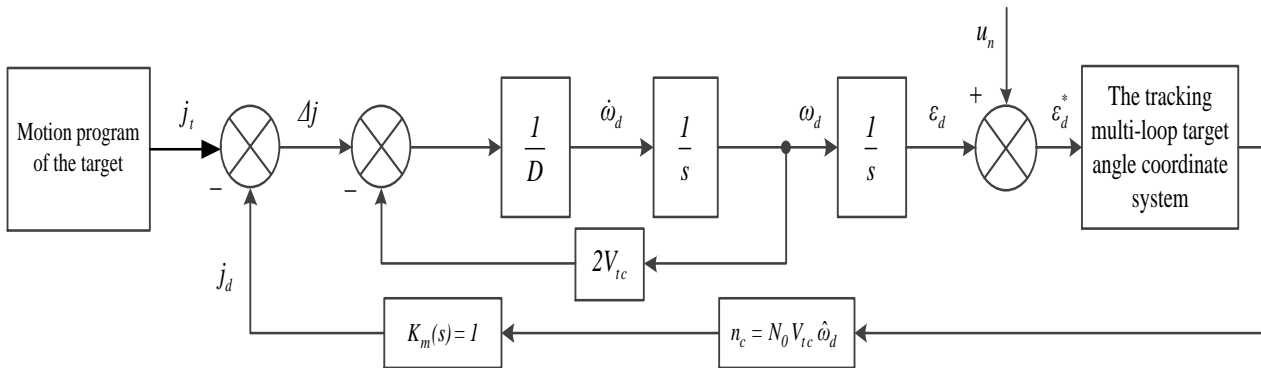 u_n
Motion program
of the target
j_t
−
Δj
−
1
D
ω̇_d
1
s
ω_d
1
s
ε_d
+
ε_d^*
The tracking
multi-loop target
angle coordinate
system
2V_tc
j_d
K_m(s) = 1
n_c = N_0 V_tc ω̂_d